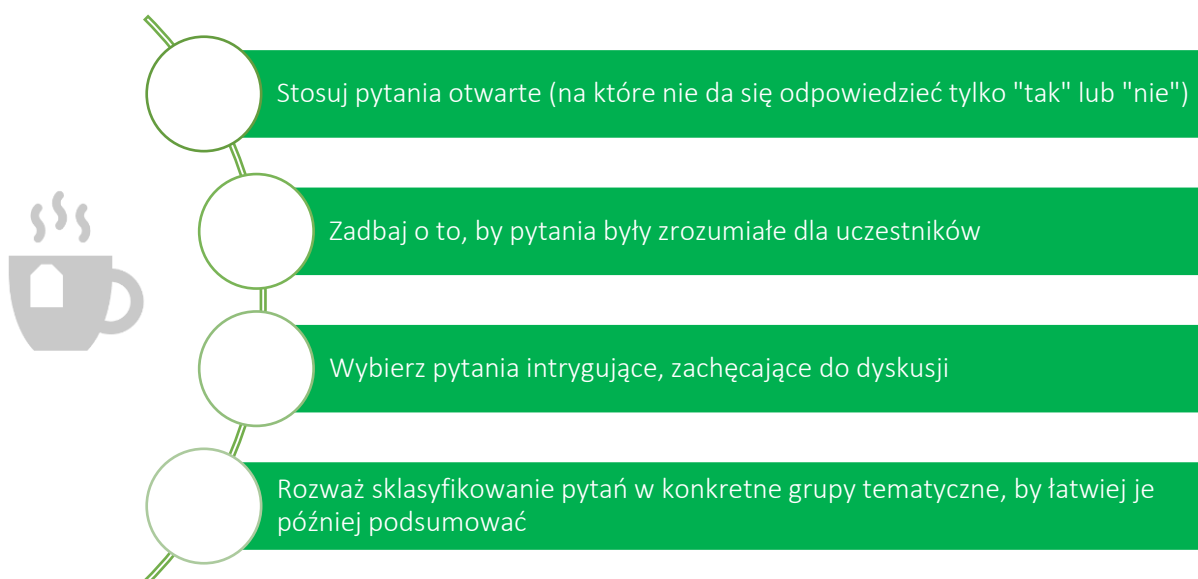 Stosuj pytania otwarte (na które nie da się odpowiedzieć tylko "tak" lub "nie")
Zadbaj o to, by pytania były zrozumiałe dla uczestników
Wybierz pytania intrygujące, zachęcające do dyskusji
Rozważ sklasyfikowanie pytań w konkretne grupy tematyczne, by łatwiej je
później podsumować